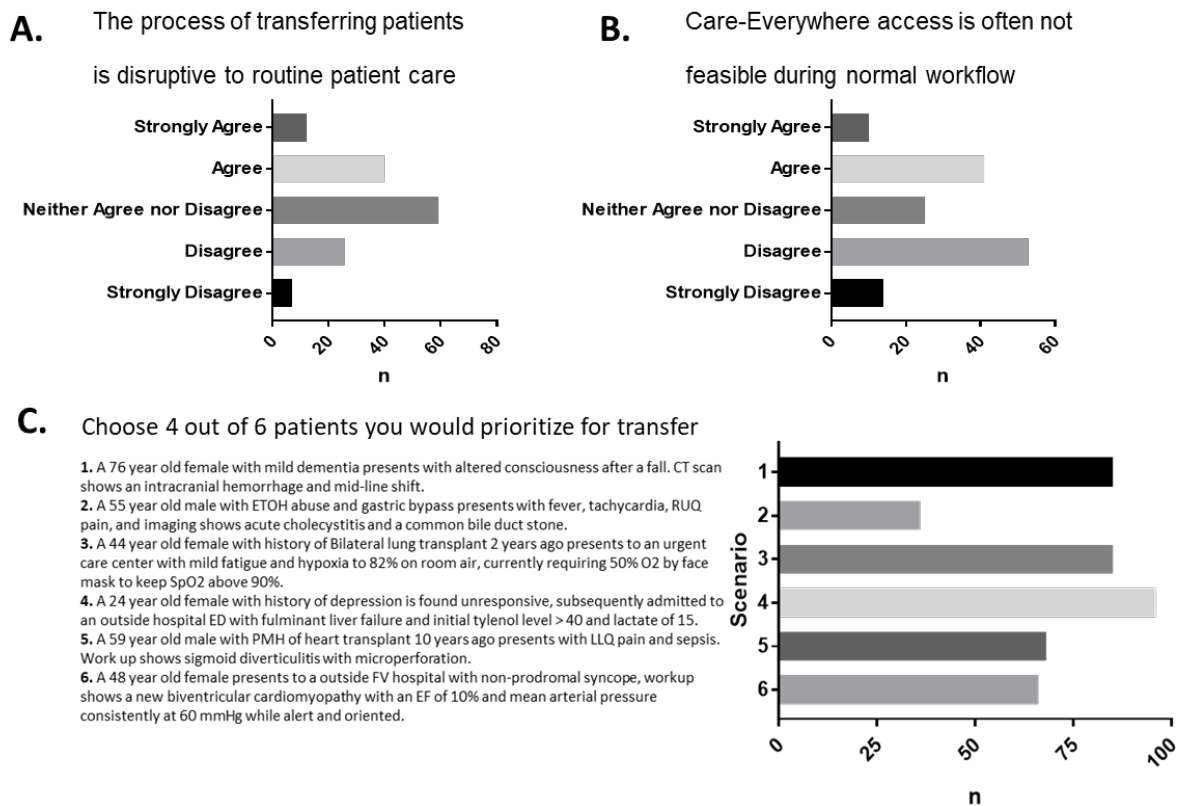 A.
The process of transferring patients
is disruptive to routine patient care
Strongly Agree
Agree
Neither Agree nor Disagree
Disagree
Strongly Disagree
0 20 40 60 80
n
B.
Care-Everywhere access is often not
feasible during normal workflow
Strongly Agree
Agree
Neither Agree nor Disagree
Disagree
Strongly Disagree
0 20 40 60
n
C.
Choose 4 out of 6 patients you would prioritize for transfer
1. A 76 year old female with mild dementia presents with altered consciousness after a fall. CT scan
shows an intracranial hemorrhage and mid-line shift.
2. A 55 year old male with ETOH abuse and gastric bypass presents with fever, tachycardia, RUQ
pain, and imaging shows acute cholecystitis and a common bile duct stone.
3. A 44 year old female with history of Bilateral lung transplant 2 years ago presents to an urgent
care center with mild fatigue and hypoxia to 82% on room air, currently requiring 50% O2 by face
mask to keep SpO2 above 90%.
4. A 24 year old female with history of depression is found unresponsive, subsequently admitted to
an outside hospital ED with fulminant liver failure and initial tylenol level > 40 and lactate of 15.
5. A 59 year old male with PMH of heart transplant 10 years ago presents with LLQ pain and sepsis.
Work up shows sigmoid diverticulitis with microperforation.
6. A 48 year old female presents to a outside FV hospital with non-prodromal syncope, workup
shows a new biventricular cardiomyopathy with an EF of 10% and mean arterial pressure
consistently at 60 mmHg while alert and oriented.
Scenario
1
2
3
4
5
6
0 25 50 75 100
n